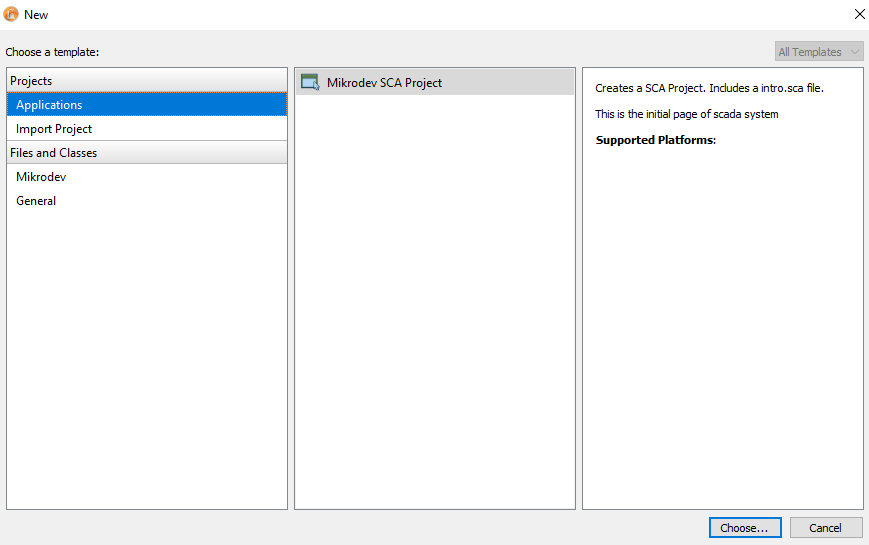 New
Choose a template:
All Templates
Projects
Applications
Import Project
Files and Classes
Mikrodev
General
Mikrodev SCA Project
Creates a SCA Project. Includes a intro.sca file.
This is the initial page of scada system
Supported Platforms:
Choose...
Cancel